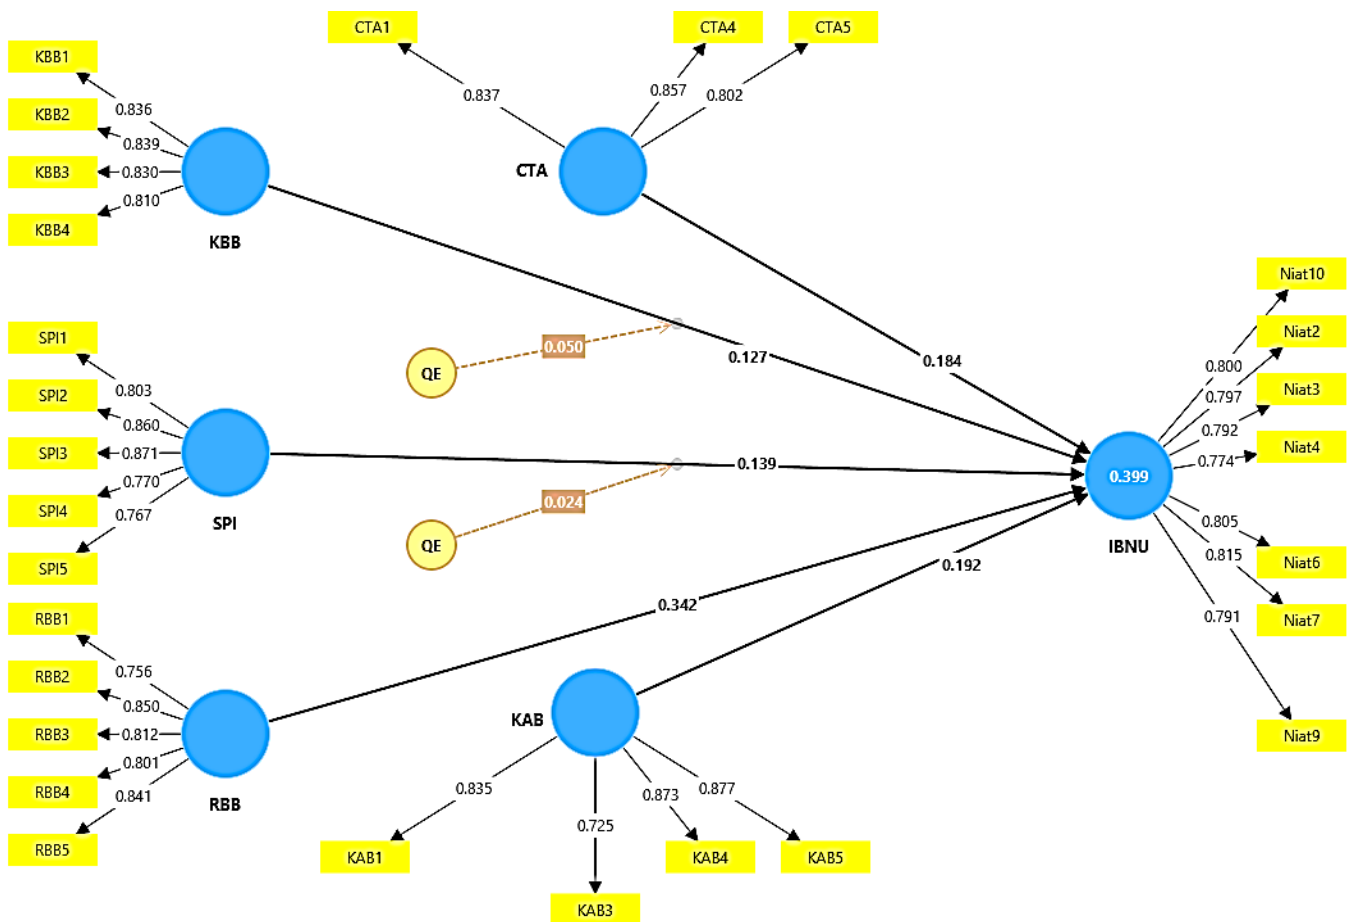 CTA1
CTA4
CTA5
KBB1
KBB2
KBB3
KBB4
0.836
0.839
0.830
0.810
KBB
0.837
0.857
0.802
CTA
SPI1
SPI2
SPI3
SPI4
SPI5
0.803
0.860
0.871
0.770
0.767
SPI
QE
0.050
0.127
0.184
QE
0.024
0.139
RBB1
RBB2
RBB3
RBB4
RBB5
0.756
0.850
0.812
0.801
0.841
RBB
0.342
0.192
KAB
0.835
0.725
0.873
0.877
KAB1
KAB3
KAB4
KAB5
0.399
IBNU
0.800
0.797
0.792
0.774
0.805
0.815
0.791
Niat10
Niat2
Niat3
Niat4
Niat6
Niat7
Niat9